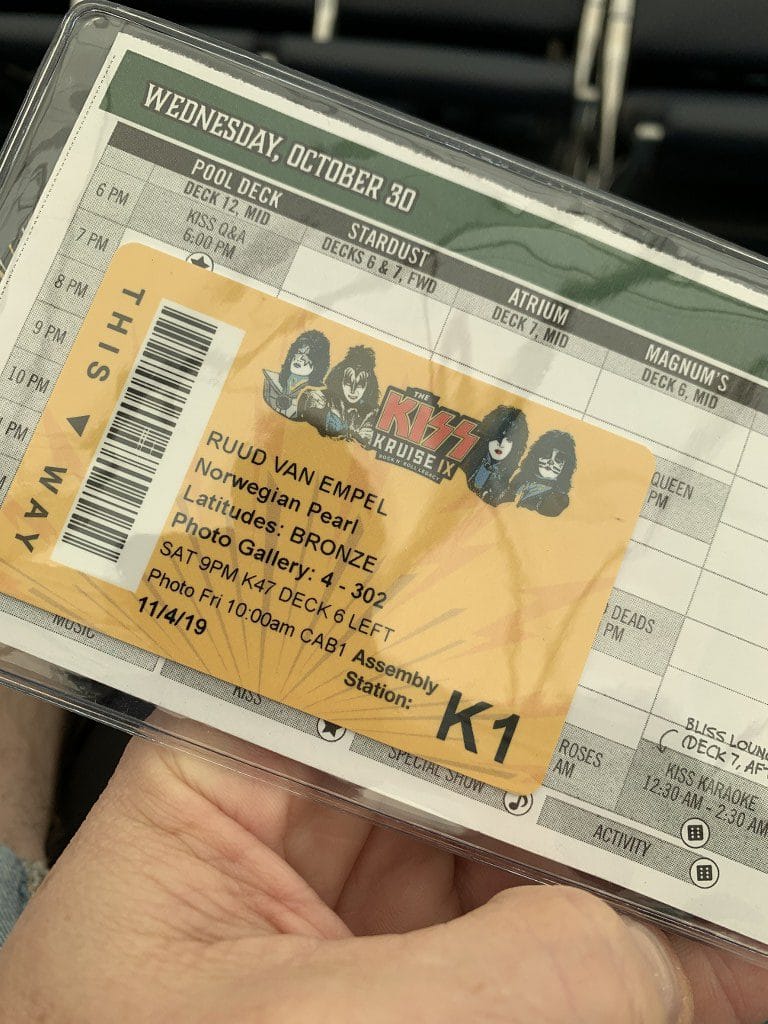 WEDNESDAY, OCTOBER 30
POOL DECK
DECK 12, MID
STARDUST
DECKS 6 & 7, FWD
ATRIUM
DECK 7, MID
MAGNUM'S
DECK 6, MID
6 PM
KISS Q&A
6:00 PM
7 PM
8 PM
9 PM
10 PM
PM
THIS WAY
THE
KISS
KRUISE IX
ROCK N' ROLL LEGACY
RUUD VAN EMPEL
Norwegian Pearl
Latitudes: BRONZE
Photo Gallery: 4 - 302
SAT 9PM K47 DECK 6 LEFT
Photo Fri 10:00am CAB1
11/4/19
Assembly
Station:
K1
QUEEN
PM
DEADS
PM
ROSES
AM
BLISS
(DECK 7,
KISS KARAOKE
12:30 AM - 2:30 AM
MUSIC
KISS
SPECIAL SHOW
ACTIVITY